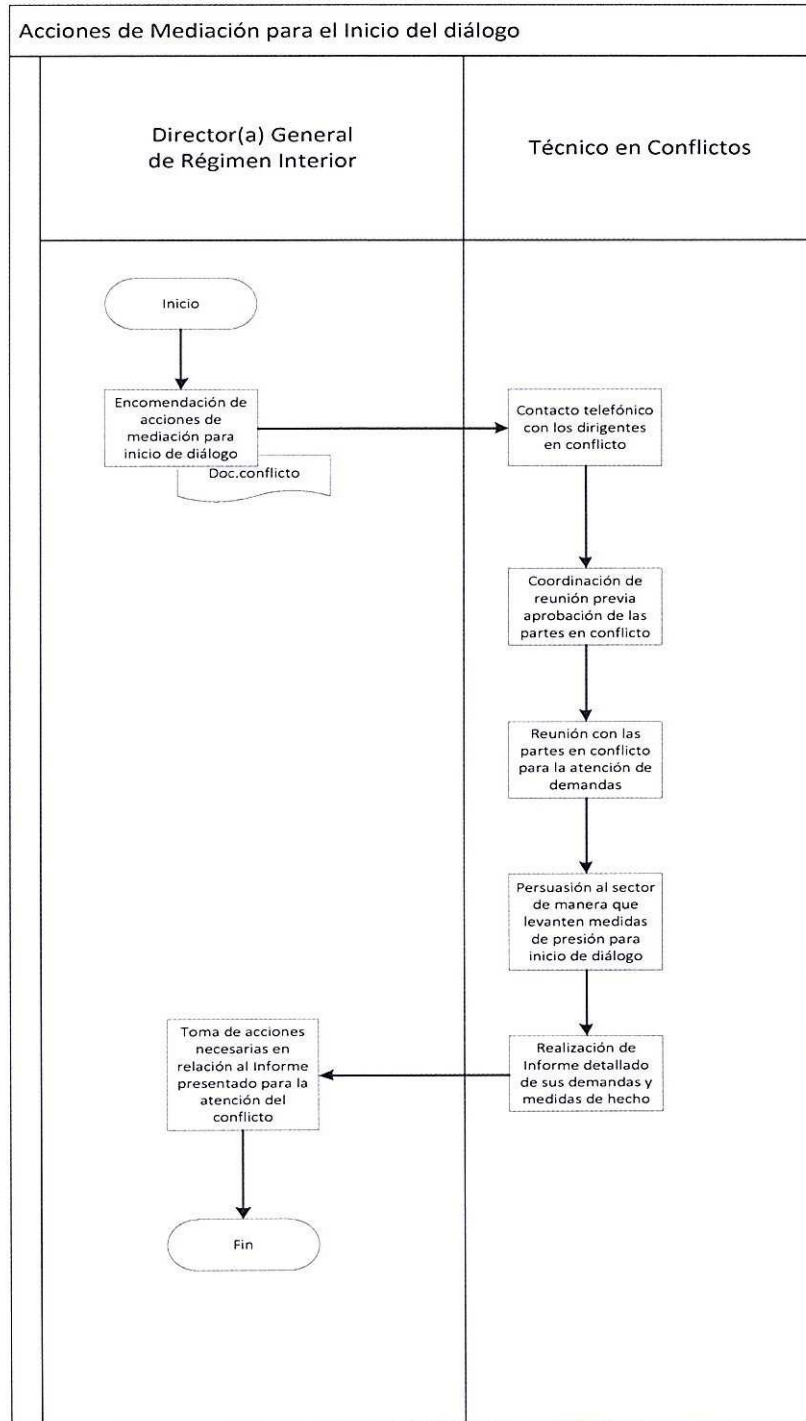 Acciones de Mediación para el Inicio del diálogo
Director(a) General
de Régimen Interior
Técnico en Conflictos
Inicio
Encomendación de
acciones de
mediación para
inicio de diálogo
Doc.conflicto
Contacto telefónico
con los dirigentes
en conflicto
Coordinación de
reunión previa
aprobación de las
partes en conflicto
Reunión con las
partes en conflicto
para la atención de
demandas
Persuasión al sector
de manera que
levanten medidas
de presión para
inicio de diálogo
Realización de
Informe detallado
de sus demandas y
medidas de hecho
Toma de acciones
necesarias en
relación al Informe
presentado para la
atención del
conflicto
Fin